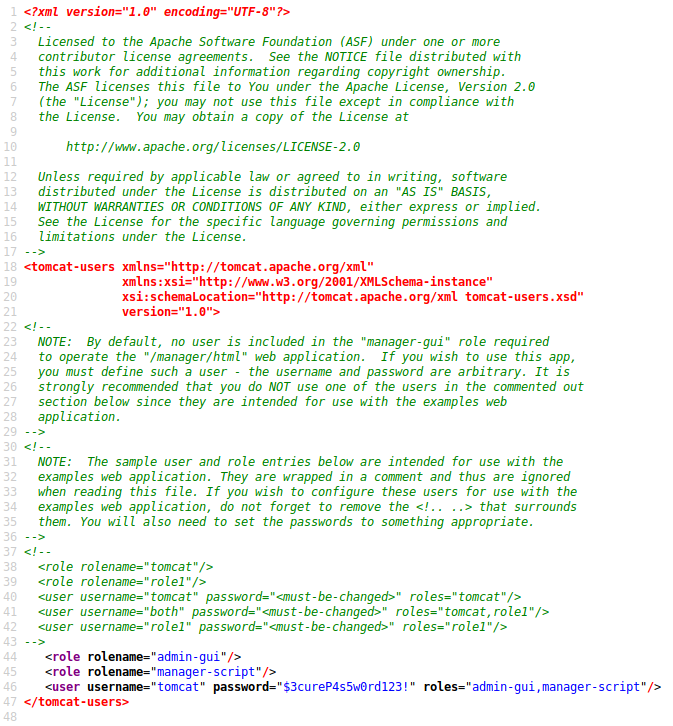 1 <?xml version="1.0" encoding="UTF-8"?>
2 <!--
3   Licensed to the Apache Software Foundation (ASF) under one or more
4   contributor license agreements.  See the NOTICE file distributed with
5   this work for additional information regarding copyright ownership.
6   The ASF licenses this file to You under the Apache License, Version 2.0
7   (the "License"); you may not use this file except in compliance with
8   the License.  You may obtain a copy of the License at
9
10       http://www.apache.org/licenses/LICENSE-2.0
11
12   Unless required by applicable law or agreed to in writing, software
13   distributed under the License is distributed on an "AS IS" BASIS,
14   WITHOUT WARRANTIES OR CONDITIONS OF ANY KIND, either express or implied.
15   See the License for the specific language governing permissions and
16   limitations under the License.
17 -->
18 <tomcat-users xmlns="http://tomcat.apache.org/xml"
19               xmlns:xsi="http://www.w3.org/2001/XMLSchema-instance"
20               xsi:schemaLocation="http://tomcat.apache.org/xml tomcat-users.xsd"
21               version="1.0">
22 <!--
23   NOTE:  By default, no user is included in the "manager-gui" role required
24   to operate the "/manager/html" web application.  If you wish to use this app,
25   you must define such a user - the username and password are arbitrary. It is
26   strongly recommended that you do NOT use one of the users in the commented out
27   section below since they are intended for use with the examples web
28   application.
29 -->
30 <!--
31   NOTE:  The sample user and role entries below are intended for use with the
32   examples web application. They are wrapped in a comment and thus are ignored
33   when reading this file. If you wish to configure these users for use with the
34   examples web application, do not forget to remove the <!.. ..> that surrounds
35   them. You will also need to set the passwords to something appropriate.
36 -->
37 <!--
38   <role rolename="tomcat"/>
39   <role rolename="role1"/>
40   <user username="tomcat" password="<must-be-changed>" roles="tomcat"/>
41   <user username="both" password="<must-be-changed>" roles="tomcat,role1"/>
42   <user username="role1" password="<must-be-changed>" roles="role1"/>
43 -->
44    <role rolename="admin-gui"/>
45    <role rolename="manager-script"/>
46    <user username="tomcat" password="$3cureP4s5w0rd123!" roles="admin-gui,manager-script"/>
47 </tomcat-users>
48